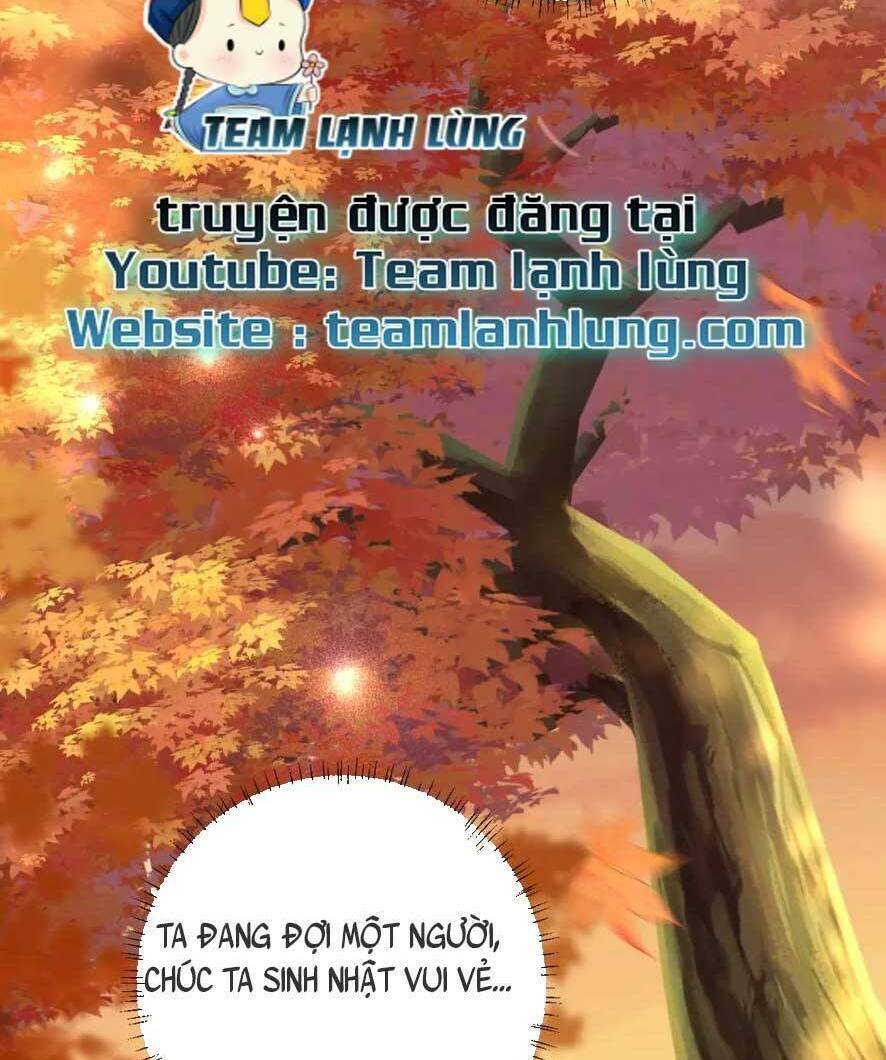 TEAM LẠNH LÙNG
truyện được đăng tại
Youtube: Team lạnh lùng
Website : teamlanhlung.com
TA ĐANG ĐỢI MỘT NGƯỜI,
CHÚC TA SINH NHẬT VUI VẺ...